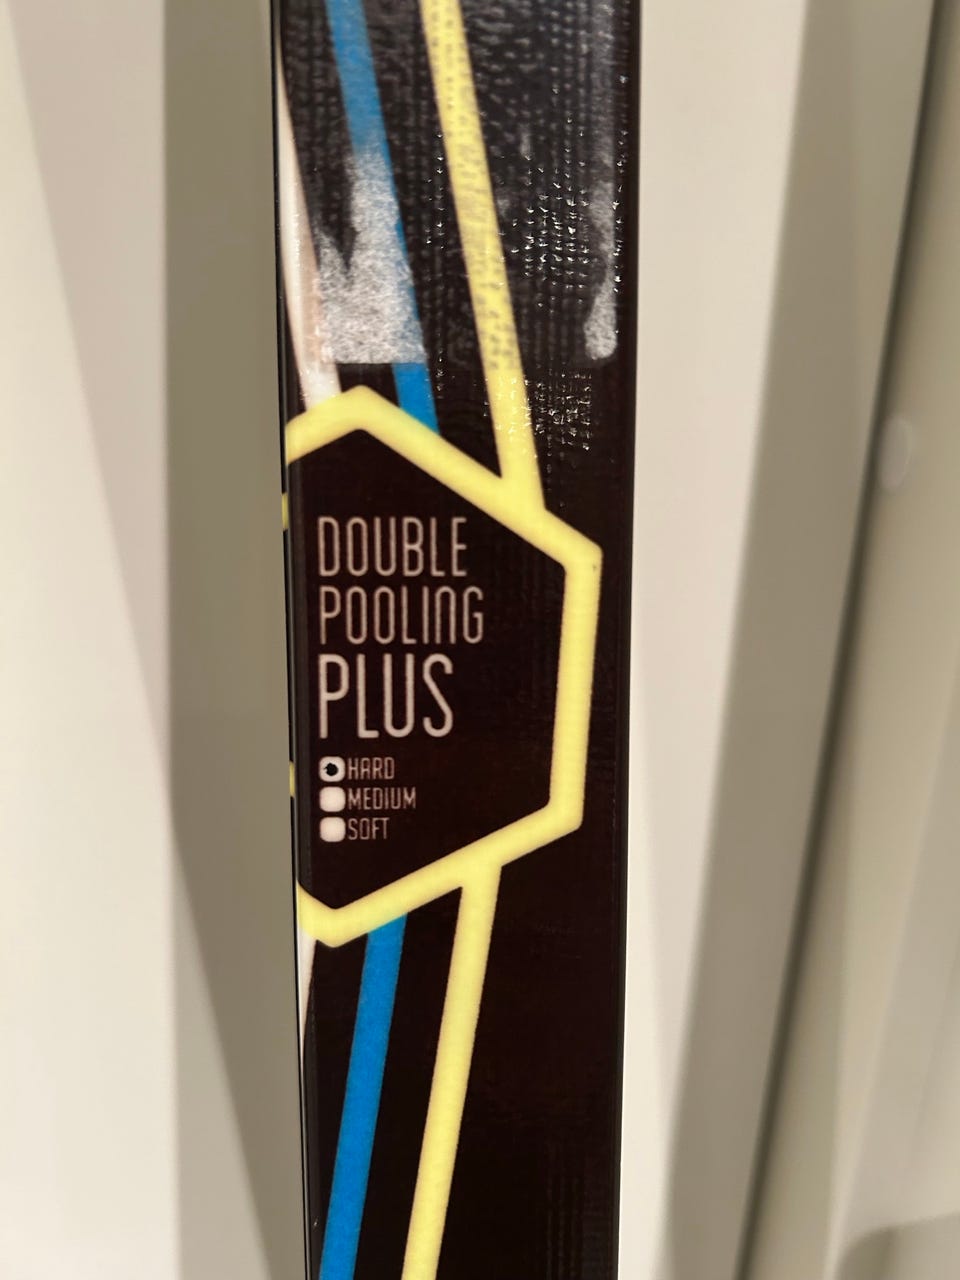 DOUBLE
POOLING
PLUS
HARD
MEDIUM
SOFT